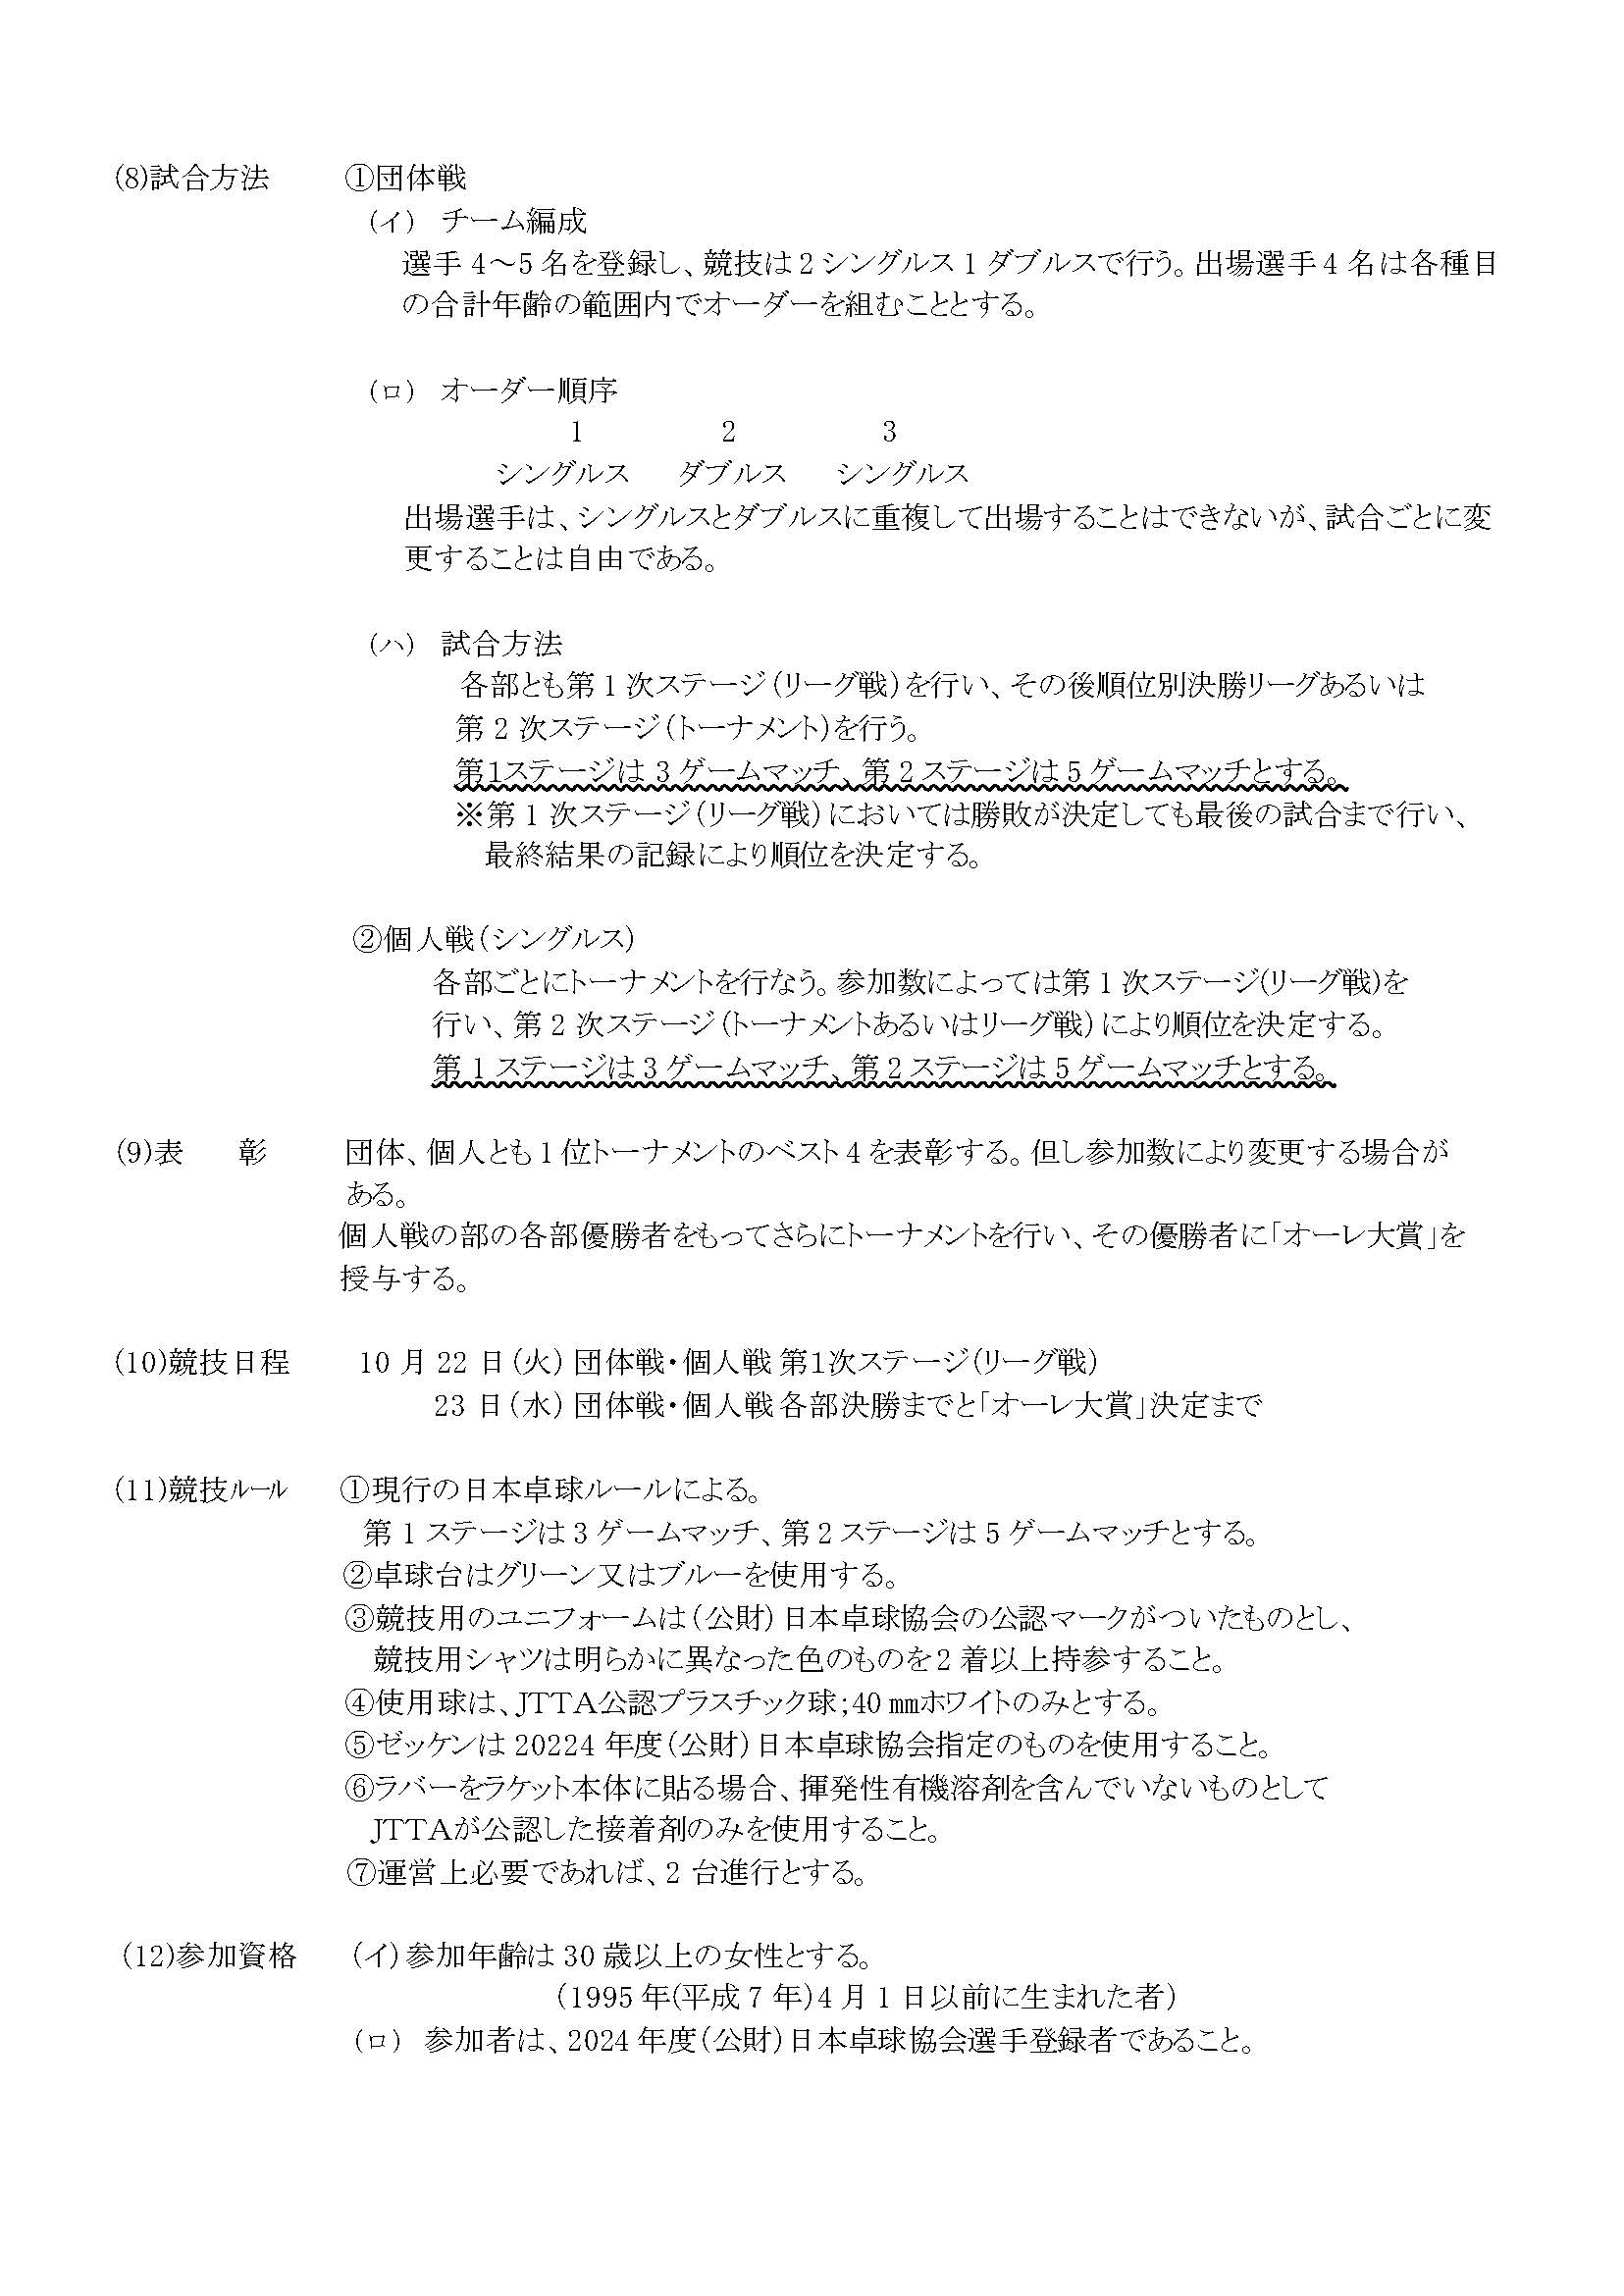 (8)試合方法 ①団体戦
(イ) チーム編成
選手4～5名を登録し、競技は2シングルス1ダブルスで行う。出場選手4名は各種目
の合計年齢の範囲内でオーダーを組むこととする。
(ロ) オーダー順序
1 2 3
シングルス ダブルス シングルス
出場選手は、シングルスとダブルスに重複して出場することはできないが、試合ごとに変
更することは自由である。
(ハ) 試合方法
各部とも第1次ステージ(リーグ戦)を行い、その後順位別決勝リーグあるいは
第2次ステージ(トーナメント)を行う。
第1ステージは3ゲームマッチ、第2ステージは5ゲームマッチとする。
※第1次ステージ(リーグ戦)においては勝敗が決定しても最後の試合まで行い、
最終結果の記録により順位を決定する。
②個人戦(シングルス)
各部ごとにトーナメントを行なう。参加数によっては第1次ステージ(リーグ戦)を
行い、第2次ステージ(トーナメントあるいはリーグ戦)により順位を決定する。
第1ステージは3ゲームマッチ、第2ステージは5ゲームマッチとする。
(9)表 彰 団体、個人とも1位トーナメントのベスト4を表彰する。但し参加数により変更する場合が
ある。
個人戦の部の各部優勝者をもってさらにトーナメントを行い、その優勝者に「オーレ大賞」を
授与する。
(10)競技日程 10月22日(火)団体戦・個人戦 第1次ステージ(リーグ戦)
23日(水)団体戦・個人戦 各部決勝までと「オーレ大賞」決定まで
(11)競技ルール ①現行の日本卓球ルールによる。
第1ステージは3ゲームマッチ、第2ステージは5ゲームマッチとする。
②卓球台はグリーン又はブルーを使用する。
③競技用のユニフォームは(公財)日本卓球協会の公認マークがついたものとし、
競技用シャツは明らかに異なった色のものを2着以上持参すること。
④使用球は、JTTA公認プラスチック球;40㎜ホワイトのみとする。
⑤ゼッケンは20224年度(公財)日本卓球協会指定のものを使用すること。
⑥ラバーをラケット本体に貼る場合、揮発性有機溶剤を含んでいないものとして
JTTAが公認した接着剤のみを使用すること。
⑦運営上必要であれば、2台進行とする。
(12)参加資格 (イ)参加年齢は30歳以上の女性とする。
(1995年(平成7年)4月1日以前に生まれた者)
(ロ) 参加者は、2024年度(公財)日本卓球協会選手登録者であること。